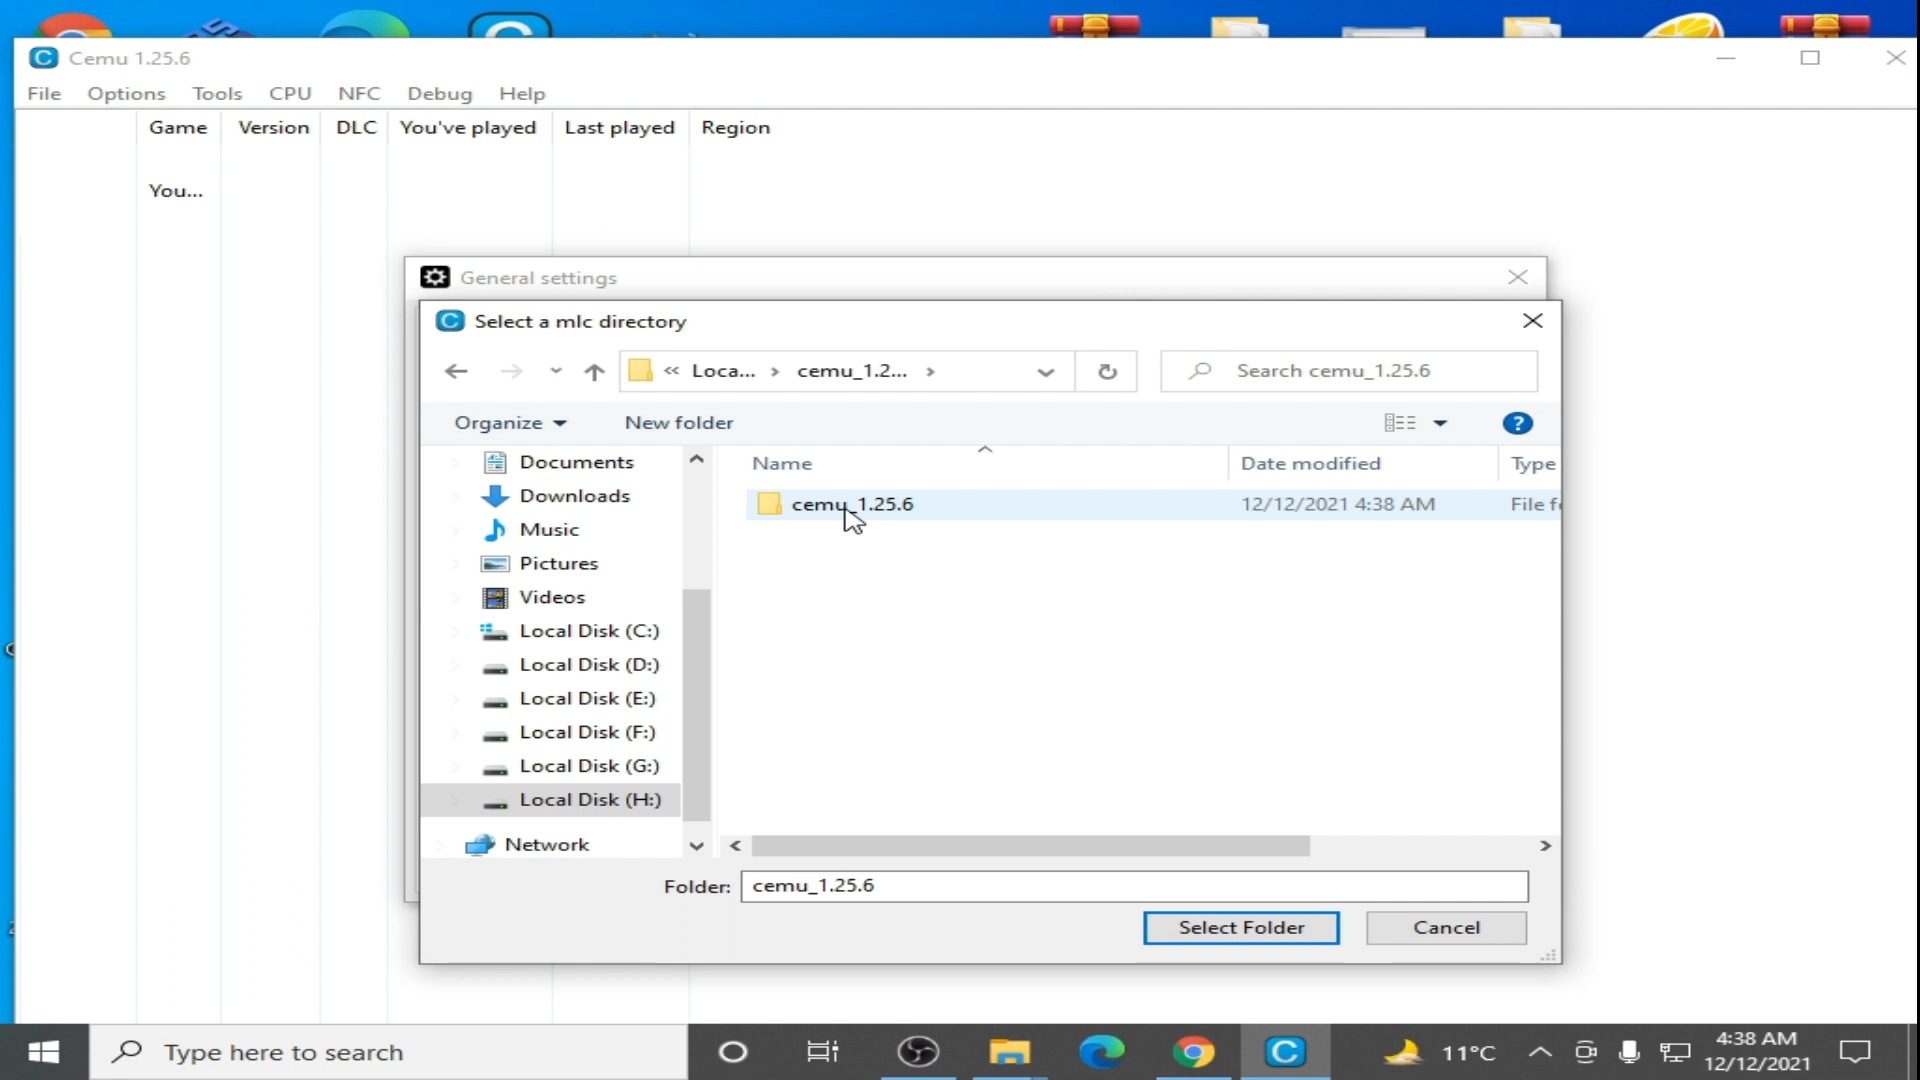 Cemu 1.25.6
File Options Tools CPU NFC Debug Help
Game Version DLC You've played Last played Region
You...
General settings
Select a mlc directory
« Loca... › cemu_1.2... ›
Search cemu_1.25.6
Organize New folder
Name Date modified Type
Documents
cemu_1.25.6 12/12/2021 4:38 AM File f
Downloads
Music
Pictures
Videos
Local Disk (C:)
Local Disk (D:)
Local Disk (E:)
Local Disk (F:)
Local Disk (G:)
Local Disk (H:)
Network
Folder: cemu_1.25.6
Select Folder Cancel
Type here to search
11°C
4:38 AM
12/12/2021